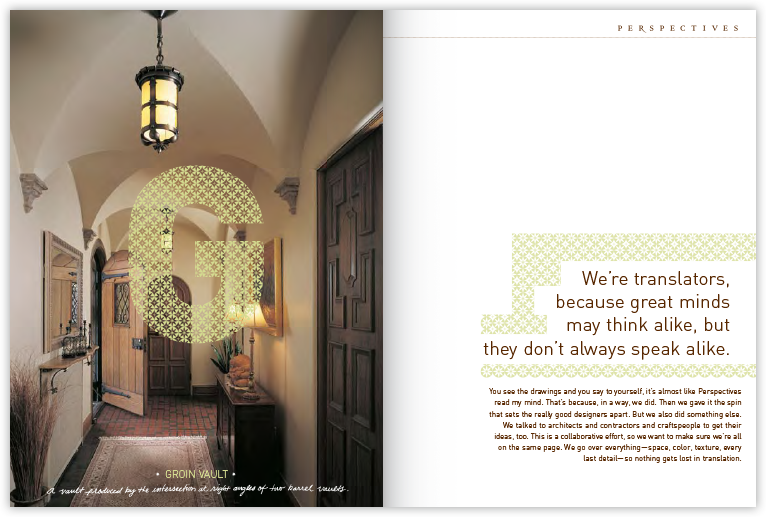 G
• GROIN VAULT •
A vault produced by the intersection at right angles of two barrel vaults.
PERSPECTIVES
We're translators,
because great minds
may think alike, but
they don't always speak alike.
You see the drawings and you say to yourself, it's almost like Perspectives
read my mind. That's because, in a way, we did. Then we gave it the spin
that sets the really good designers apart. But we also did something else.
We talked to architects and contractors and craftspeople to get their
ideas, too. This is a collaborative effort, so we want to make sure we're all
on the same page. We go over everything—space, color, texture, every
last detail—so nothing gets lost in translation.